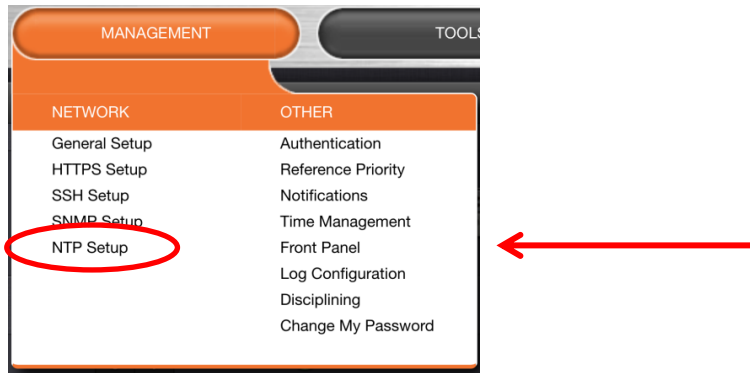 MANAGEMENT
TOOLS
NETWORK
General Setup
HTTPS Setup
SSH Setup
SNMP Setup
NTP Setup
OTHER
Authentication
Reference Priority
Notifications
Time Management
Front Panel
Log Configuration
Disciplining
Change My Password